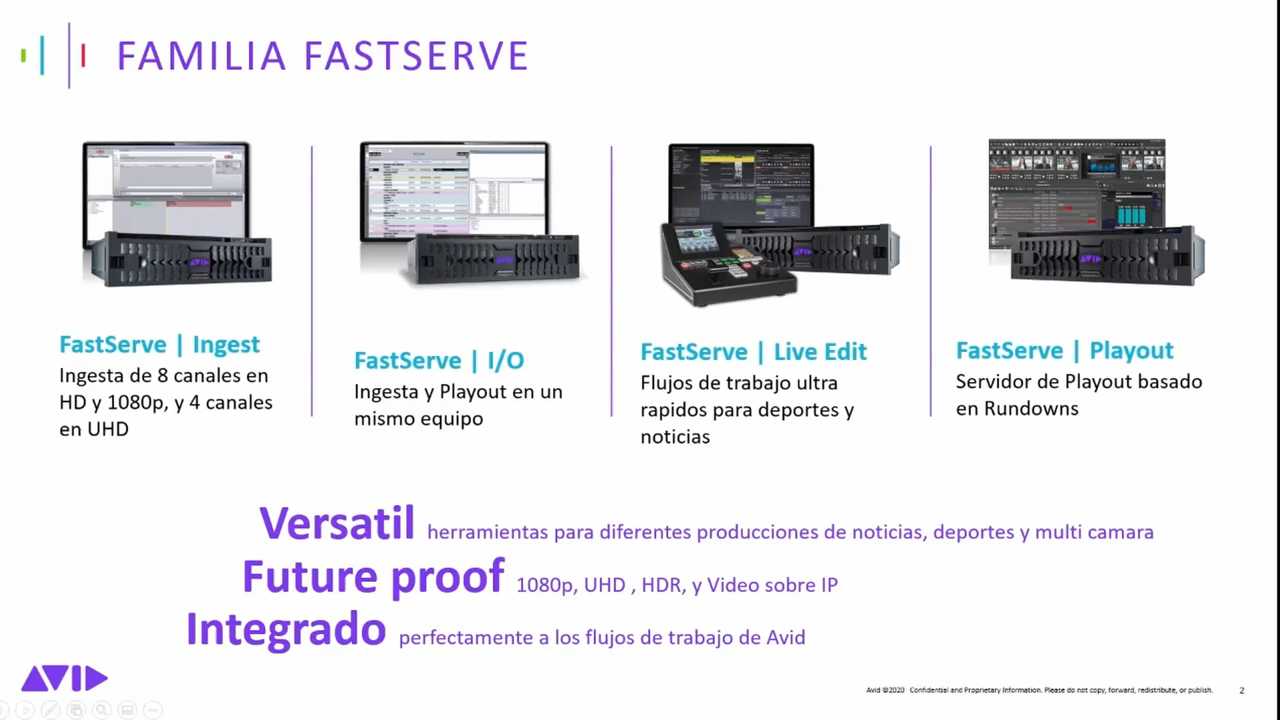 FAMILIA FASTSERVE
FastServe | Ingest
Ingesta de 8 canales en
HD y 1080p, y 4 canales
en UHD
FastServe | I/O
Ingesta y Playout en un
mismo equipo
FastServe | Live Edit
Flujos de trabajo ultra
rapidos para deportes y
noticias
FastServe | Playout
Servidor de Playout basado
en Rundowns
Versatil herramientas para diferentes producciones de noticias, deportes y multi camara
Future proof 1080p, UHD , HDR, y Video sobre IP
Integrado perfectamente a los flujos de trabajo de Avid
AVID
Avid ©2020 Confidential and Proprietary Information. Please do not copy, forward, redistribute, or publish.
2